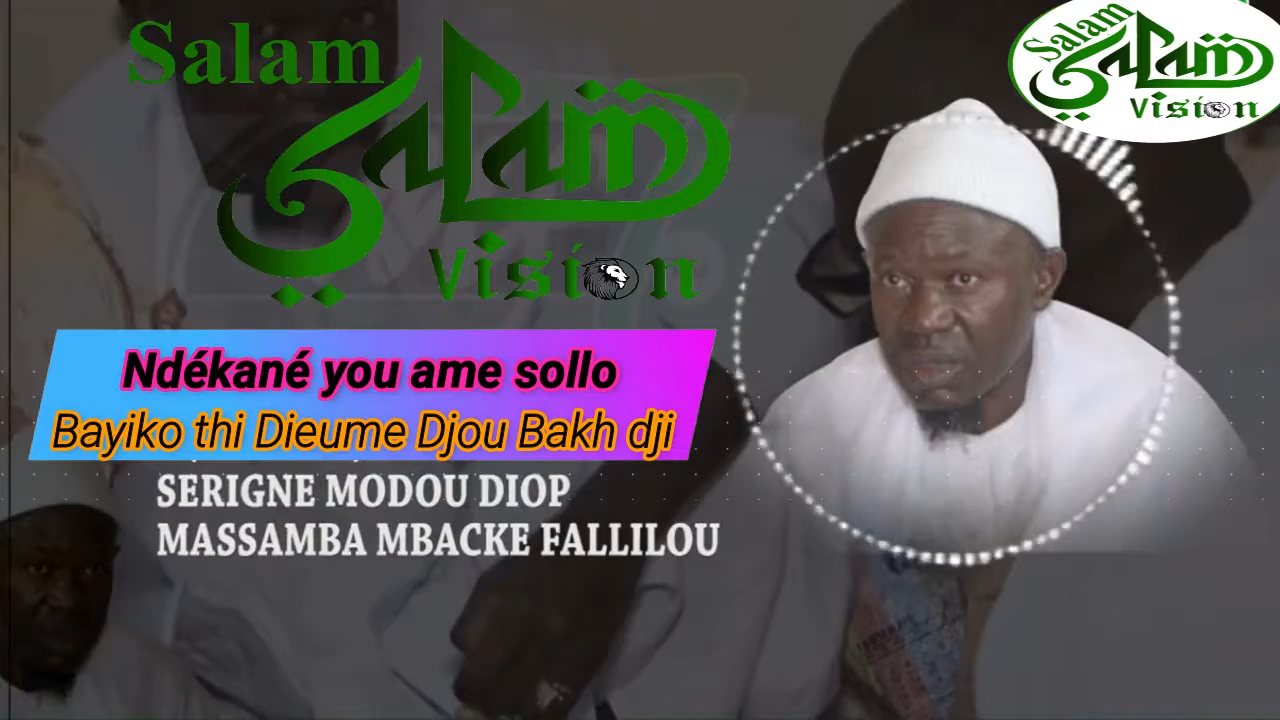 Salam
Salam
Vision
Salam
Salam
Vision
Ndékané you ame sollo
Bayiko thi Dieume Djou Bakh dji
SERIGNE MODOU DIOP
MASSAMBA MBACKE FALLILOU